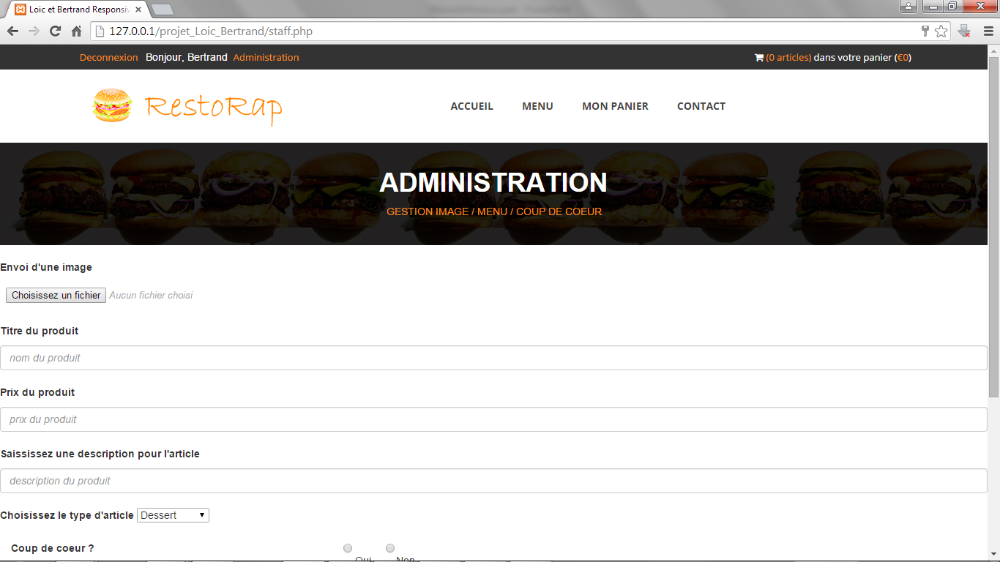 Loic et Bertrand Responsiv
127.0.0.1/projet_Loic_Bertrand/staff.php
Deconnexion Bonjour, Bertrand Administration
(0 articles) dans votre panier (€0)
RestoRap
ACCUEIL MENU MON PANIER CONTACT
ADMINISTRATION
GESTION IMAGE / MENU / COUP DE COEUR
Envoi d'une image
Choisissez un fichier Aucun fichier choisi
Titre du produit
nom du produit
Prix du produit
prix du produit
Saississez une description pour l'article
description du produit
Choisissez le type d'article Dessert
Coup de coeur ?
Oui Non